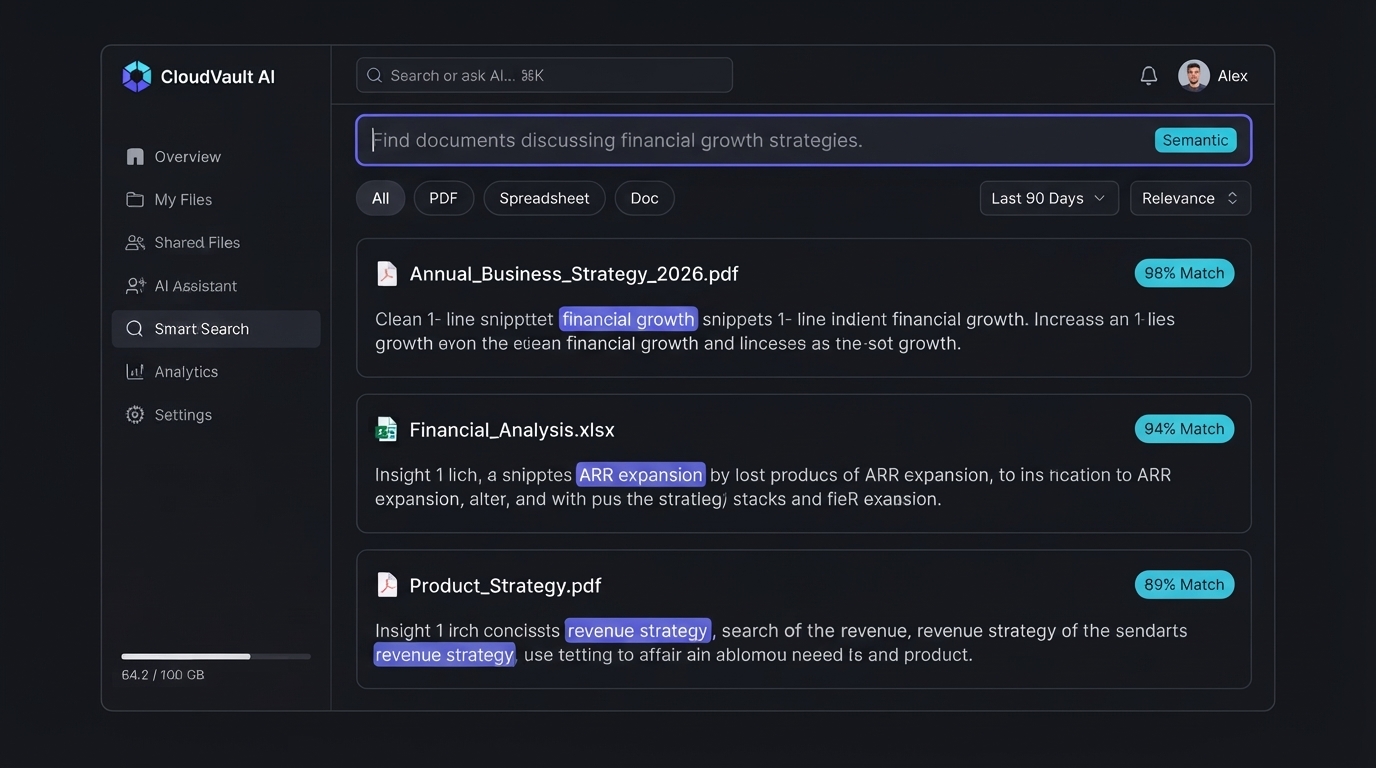 CloudVault AI
Search or ask AI... ⌘K
Alex
Overview
My Files
Shared Files
AI Assistant
Smart Search
Analytics
Settings
64.2 / 100 GB
Find documents discussing financial growth strategies.
Semantic
All
PDF
Spreadsheet
Doc
Last 90 Days
Relevance
Annual_Business_Strategy_2026.pdf
98% Match
Clean 1- line snipptet financial growth snippets 1- line indient financial growth. Increass an 1-lies
growth evon the financial growth and linceses as the-sot growth.
Financial_Analysis.xlsx
94% Match
Insight 1 lich, a snipptes ARR expansion by lost producs of ARR expansion, to ins to ARR
expansion, alter, and with pus the stacks and fieR
Product_Strategy.pdf
89% Match
Insight 1 irch concissts revenue strategy, search of the revenue, revenue strategy of the sendarts
revenue strategy, use tetting to affair ain ablomou neeed ls and product.